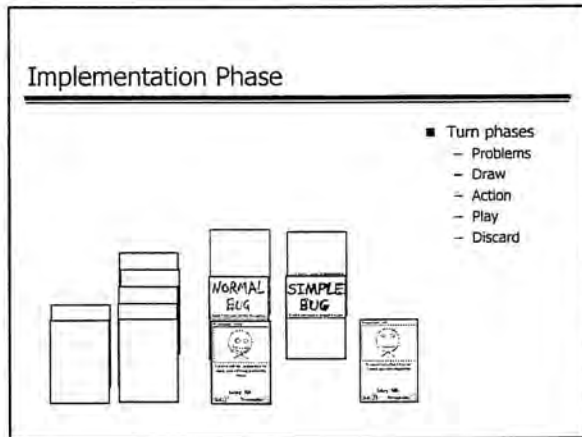 Implementation Phase
■ Turn phases
– Problems
– Draw
– Action
– Play
– Discard
NORMAL
BUG
SIMPLE
BUG